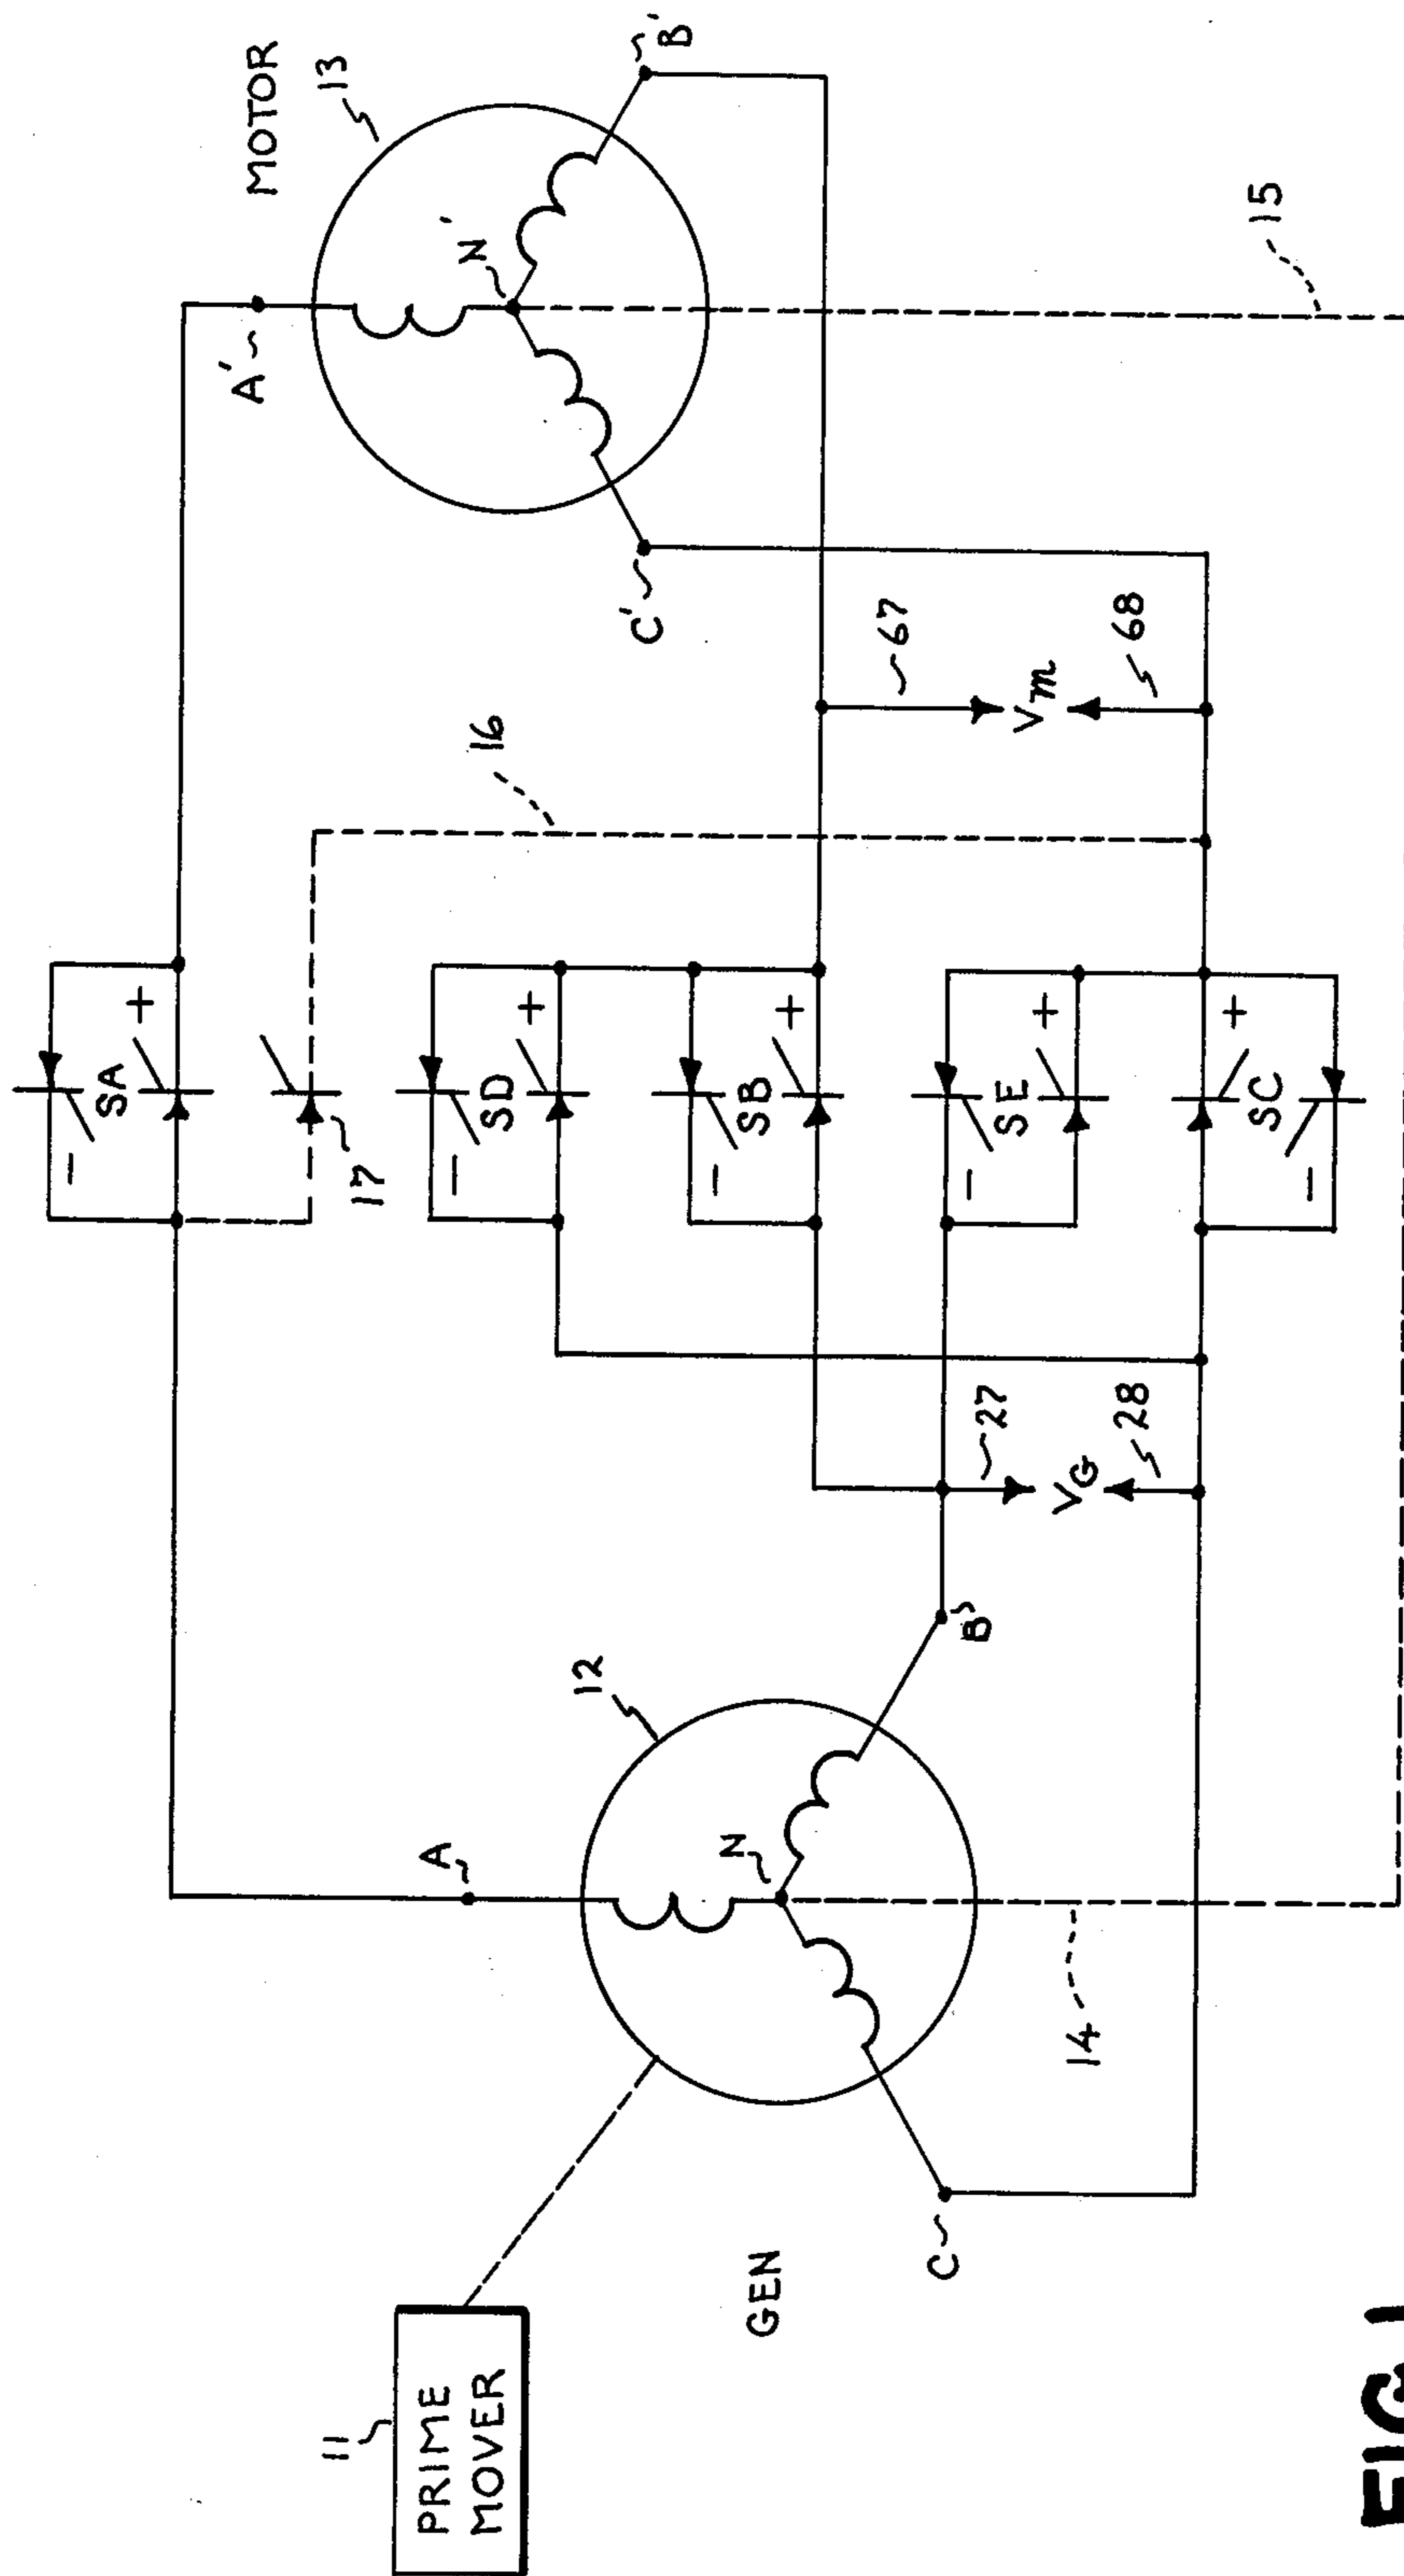 MOTOR
13
A'
N'
B'
C'
15
16
67
Vm
68
SA
+
-
17
SD
+
-
SB
+
-
SE
+
-
SC
+
-
27
VG
28
12
A
N
B
C
14
GEN
11
PRIME
MOVER
FIG.1